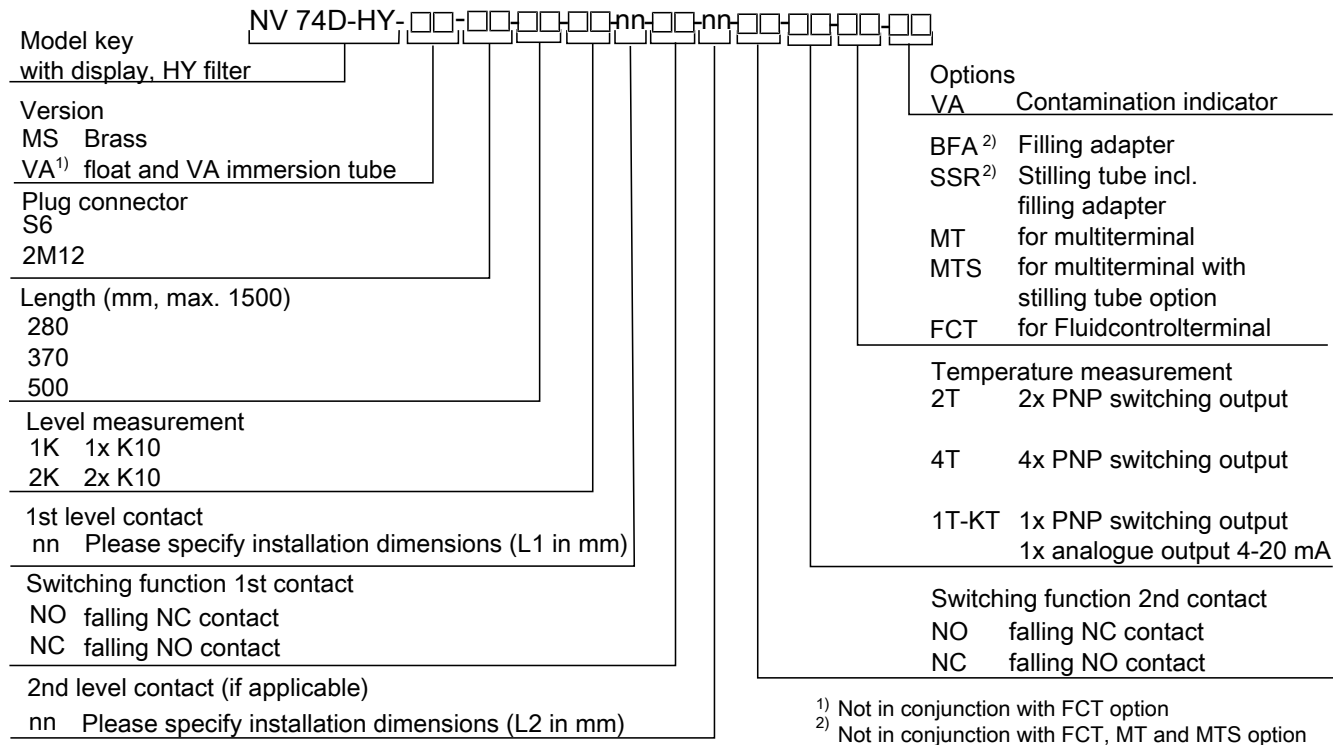 NV 74D-HY-□□-□□-□□-□□-nn-□□-nn-□□-□□-□□-□□
Model key
with display, HY filter
Version
MS Brass
VA1) float and VA immersion tube
Plug connector
S6
2M12
Length (mm, max. 1500)
280
370
500
Level measurement
1K 1x K10
2K 2x K10
1st level contact
nn Please specify installation dimensions (L1 in mm)
Switching function 1st contact
NO falling NC contact
NC falling NO contact
2nd level contact (if applicable)
nn Please specify installation dimensions (L2 in mm)
Options
VA Contamination indicator
BFA 2) Filling adapter
SSR2) Stilling tube incl.
filling adapter
MT for multiterminal
MTS for multiterminal with
stilling tube option
FCT for Fluidcontrolterminal
Temperature measurement
2T 2x PNP switching output
4T 4x PNP switching output
1T-KT 1x PNP switching output
1x analogue output 4-20 mA
Switching function 2nd contact
NO falling NC contact
NC falling NO contact
1) Not in conjunction with FCT option
2) Not in conjunction with FCT, MT and MTS option